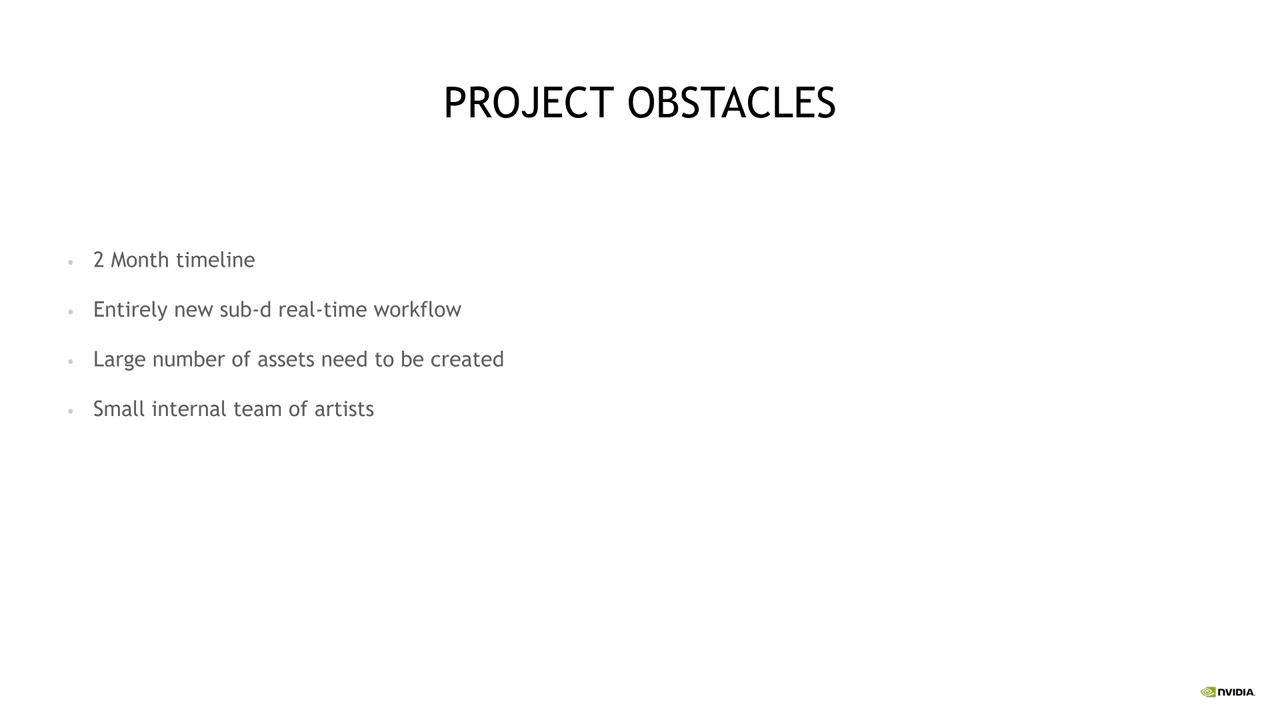 PROJECT OBSTACLES
• 2 Month timeline
• Entirely new sub-d real-time workflow
• Large number of assets need to be created
• Small internal team of artists
NVIDIA.